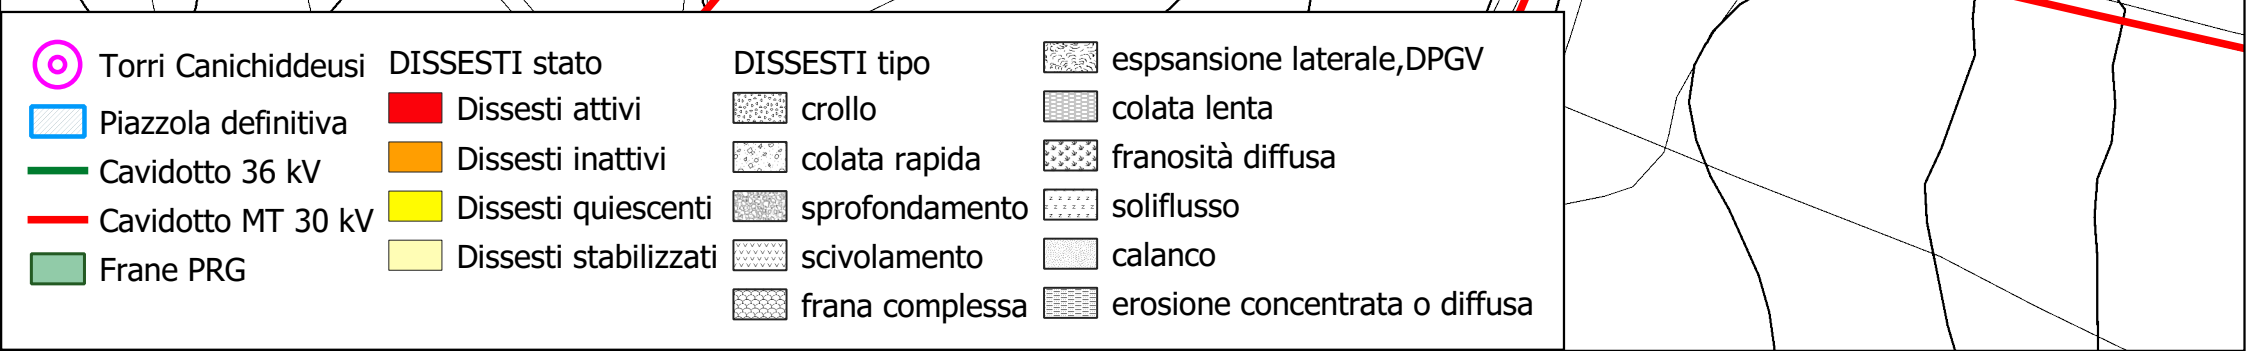 Torri Canichiddeusi
Piazzola definitiva
Cavidotto 36 kV
Cavidotto MT 30 kV
Frane PRG
DISSESTI stato
Dissesti attivi
Dissesti inattivi
Dissesti quiescenti
Dissesti stabilizzati
DISSESTI tipo
crollo
colata rapida
sprofondamento
scivolamento
frana complessa
espsansione laterale,DPGV
colata lenta
franosità diffusa
soliflusso
calanco
erosione concentrata o diffusa